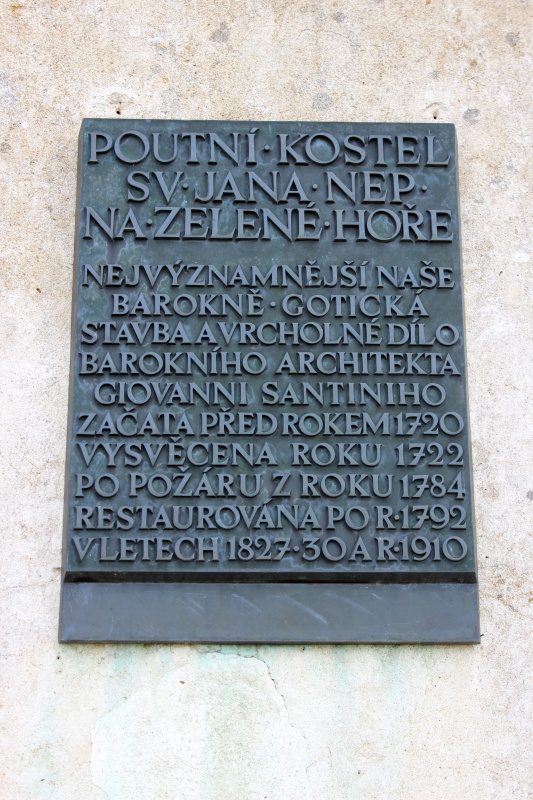 POUTNÍ·KOSTEL
SV·JANA·NEP·
NA·ZELENÉ·HOŘE
NEJVÝZNAMNĚJŠÍ NAŠE
BAROKNĚ·GOTICKÁ
STAVBA A VRCHOLNÉ DÍLO
BAROKNÍHO ARCHITEKTA
GIOVANNI SANTINIHO
ZAČATA PŘED ROKEM 1720
VYSVĚCENA ROKU 1722
PO POŽÁRU Z ROKU 1784
RESTAUROVÁNA PO R·1792
V LETECH 1827·30 A R·1910